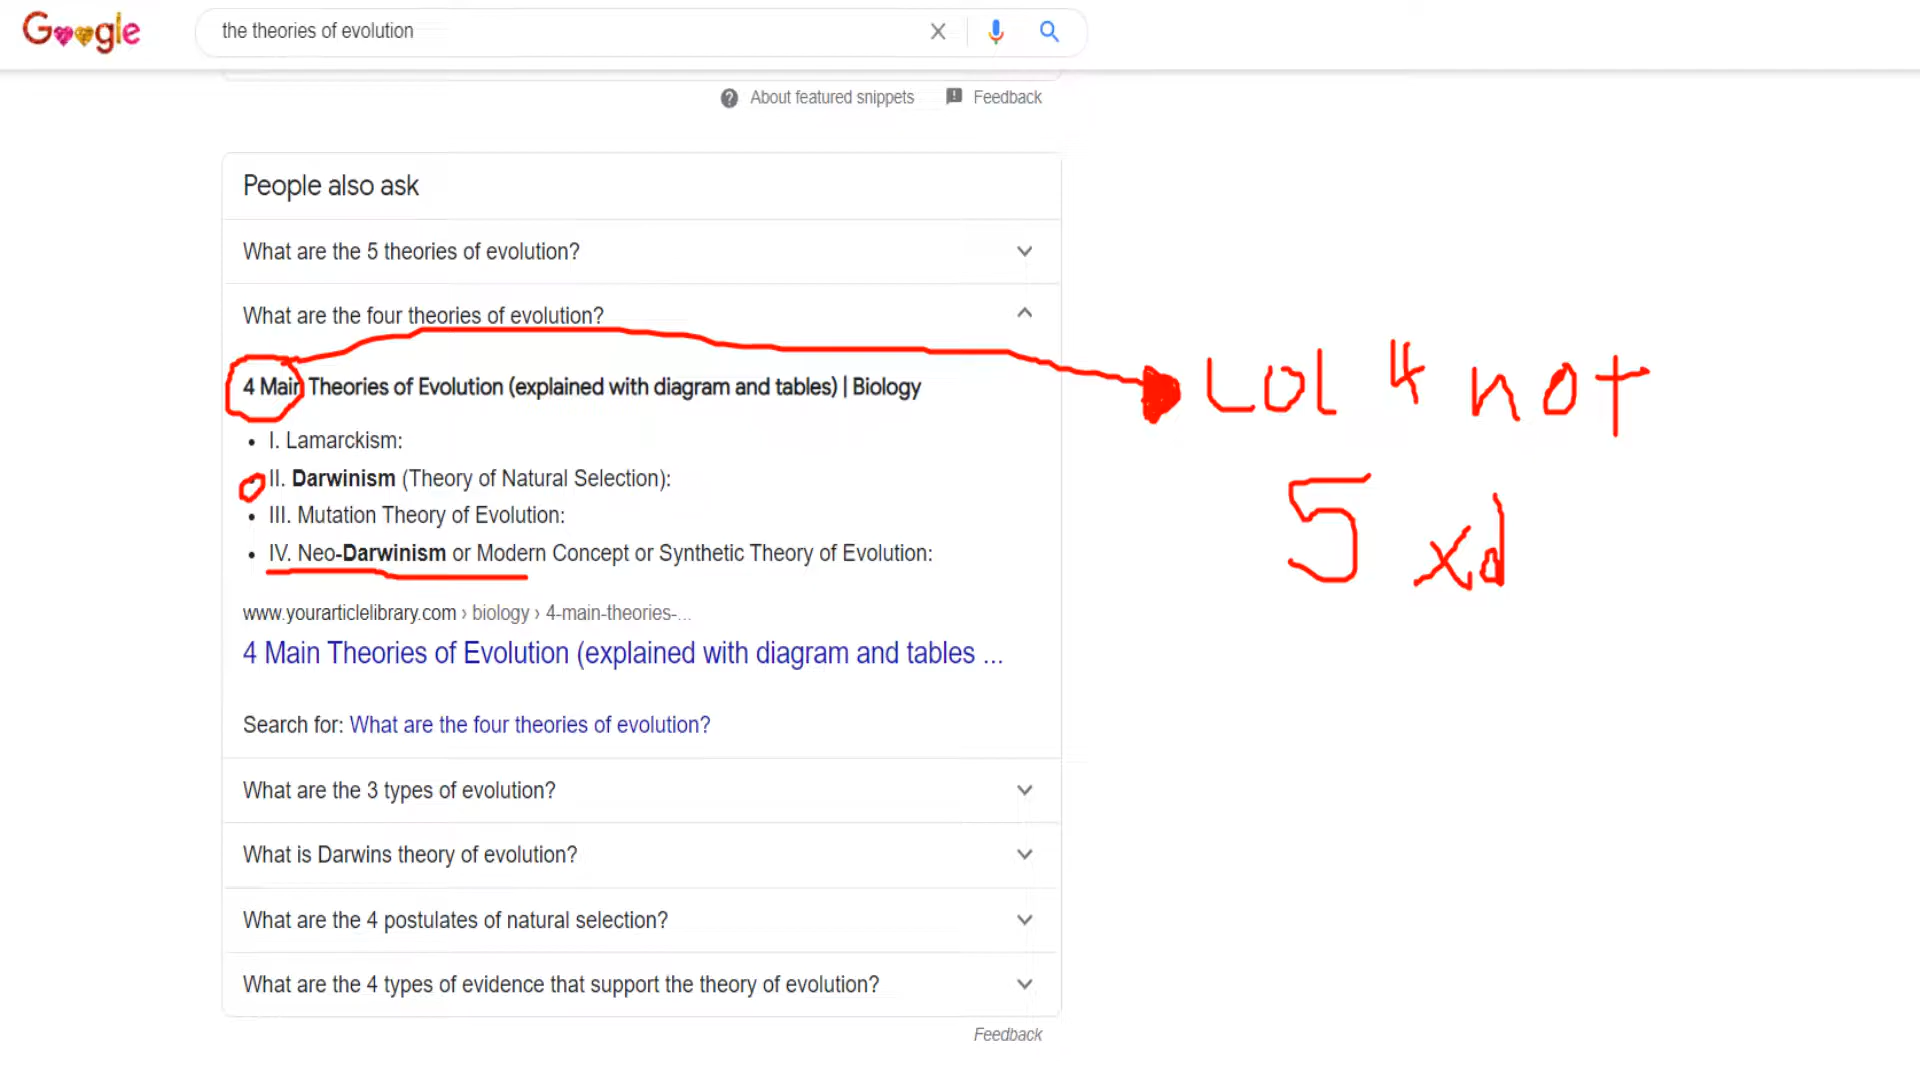 Google
the theories of evolution
About featured snippets Feedback
People also ask
What are the 5 theories of evolution?
What are the four theories of evolution?
4 Main Theories of Evolution (explained with diagram and tables) | Biology
• I. Lamarckism:
II. Darwinism (Theory of Natural Selection):
• III. Mutation Theory of Evolution:
• IV. Neo-Darwinism or Modern Concept or Synthetic Theory of Evolution:
www.yourarticlelibrary.com › biology › 4-main-theories-...
4 Main Theories of Evolution (explained with diagram and tables ...
Search for: What are the four theories of evolution?
What are the 3 types of evolution?
What is Darwins theory of evolution?
What are the 4 postulates of natural selection?
What are the 4 types of evidence that support the theory of evolution?
Feedback
Lol 4 not
5 xd